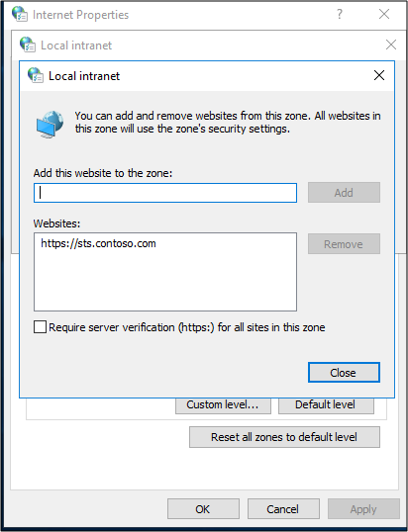 Internet Properties
?
Local intranet
Local intranet
You can add and remove websites from this zone. All websites in
this zone will use the zone's security settings.
Add this website to the zone:
Add
Websites:
https://sts.contoso.com
Remove
Require server verification (https:) for all sites in this zone
Close
Custom level...
Default level
Reset all zones to default level
OK
Cancel
Apply